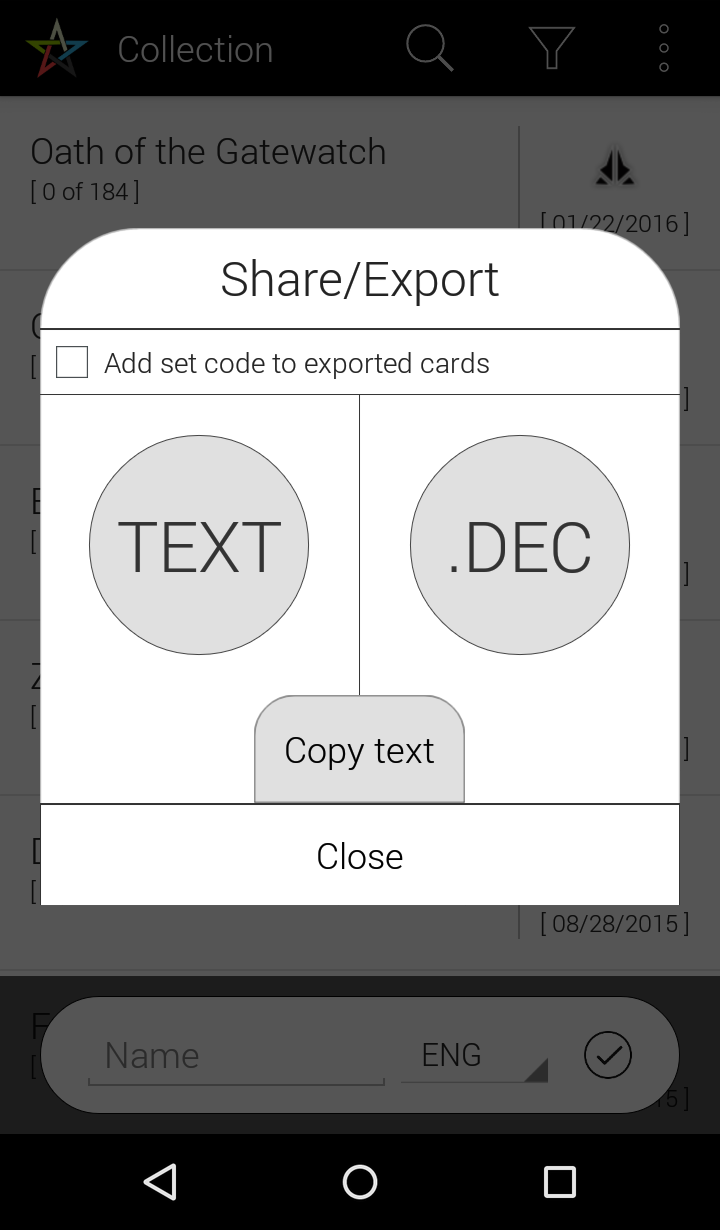 Collection
Oath of the Gatewatch
[ 0 of 184 ]
[ 01/22/2016 ]
Share/Export
Add set code to exported cards
TEXT
.DEC
Copy text
Close
[ 08/28/2015 ]
Name
ENG